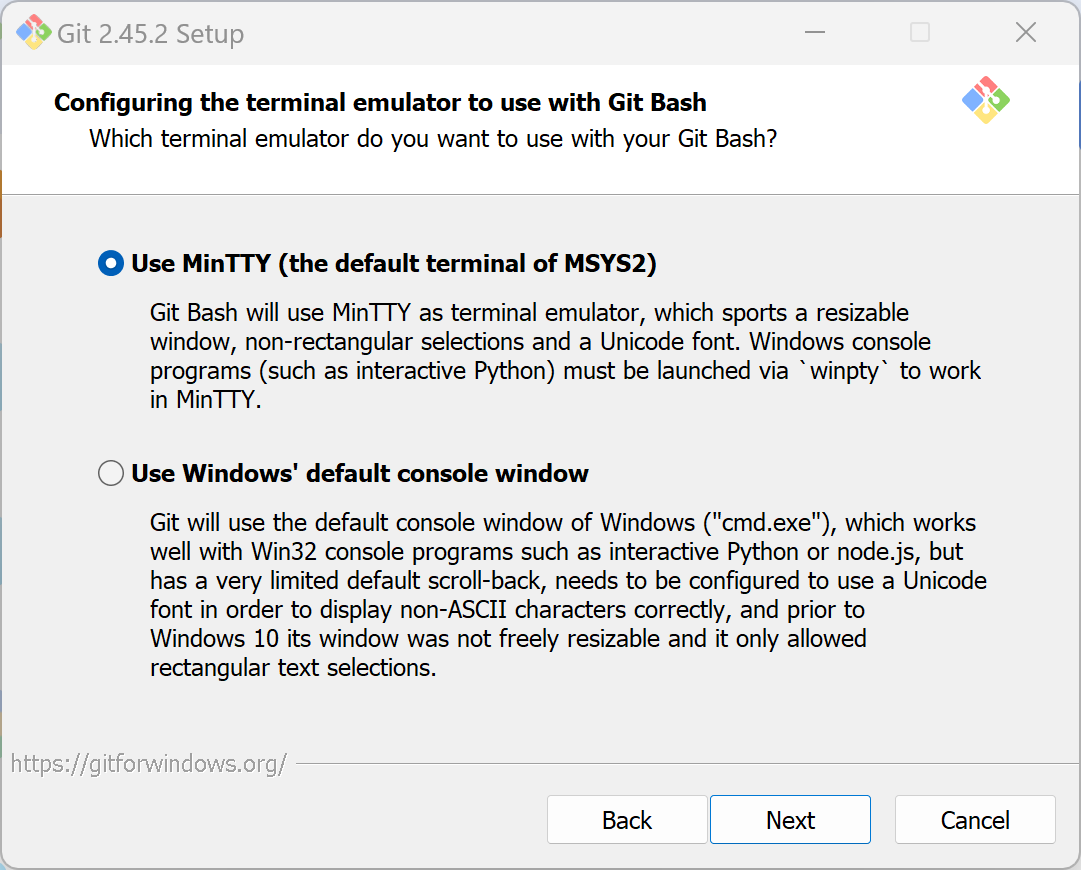 Git 2.45.2 Setup
Configuring the terminal emulator to use with Git Bash
Which terminal emulator do you want to use with your Git Bash?
Use MinTTY (the default terminal of MSYS2)
Git Bash will use MinTTY as terminal emulator, which sports a resizable
window, non-rectangular selections and a Unicode font. Windows console
programs (such as interactive Python) must be launched via `winpty` to work
in MinTTY.
Use Windows' default console window
Git will use the default console window of Windows ("cmd.exe"), which works
well with Win32 console programs such as interactive Python or node.js, but
has a very limited default scroll-back, needs to be configured to use a Unicode
font in order to display non-ASCII characters correctly, and prior to
Windows 10 its window was not freely resizable and it only allowed
rectangular text selections.
https://gitforwindows.org/
Back Next Cancel